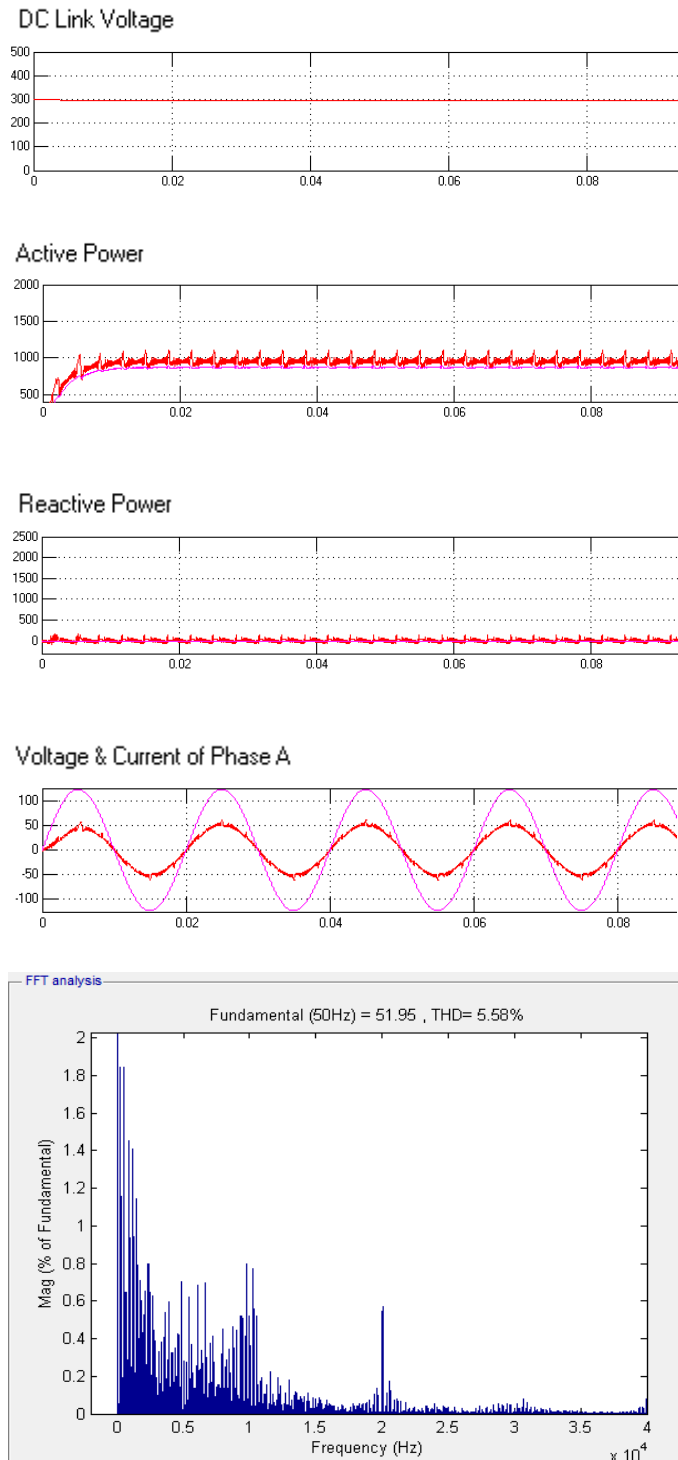 DC Link Voltage
500
400
300
200
100
0
0 0.02 0.04 0.06 0.08
Active Power
2000
1500
1000
500
0 0.02 0.04 0.06 0.08
Reactive Power
2500
2000
1500
1000
500
0
0 0.02 0.04 0.06 0.08
Voltage & Current of Phase A
100
50
0
-50
-100
0 0.02 0.04 0.06 0.08
FFT analysis
Fundamental (50Hz) = 51.95 , THD= 5.58%
Mag (% of Fundamental)
2
1.8
1.6
1.4
1.2
1
0.8
0.6
0.4
0.2
0
0 0.5 1 1.5 2 2.5 3 3.5 4
Frequency (Hz)
x 10^4